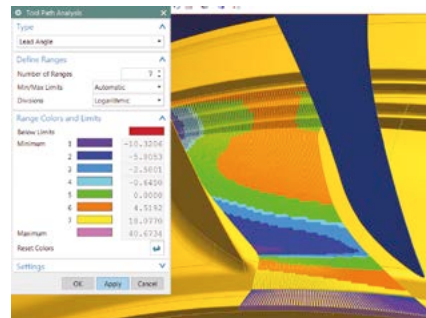 Tool Path Analysis
Type
Lead Angle
Define Ranges
Number of Ranges 7
Min/Max Limits Automatic
Divisions Logarithmic
Range Colors and Limits
Below Limits
Minimum 1 -10.3206
2 -5.9053
3 -2.5601
4 -0.6450
5 0.0000
6 4.5192
7 18.0770
Maximum 40.6734
Reset Colors
Settings
OK Apply Cancel